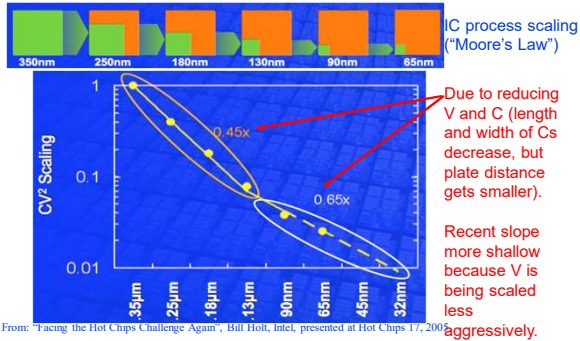 350nm 250nm 180nm 130nm 90nm 65nm
IC process scaling
("Moore's Law")
1
0.1
0.01
CV² Scaling
0.45x
0.65x
.35µm .25µm .18µm .13µm 90nm 65nm 45nm 32nm
Due to reducing
V and C (length
and width of Cs
decrease, but
plate distance
gets smaller).
Recent slope
more shallow
because V is
being scaled
less
aggressively.
From: "Facing the Hot Chips Challenge Again", Bill Holt, Intel, presented at Hot Chips 17, 2005.